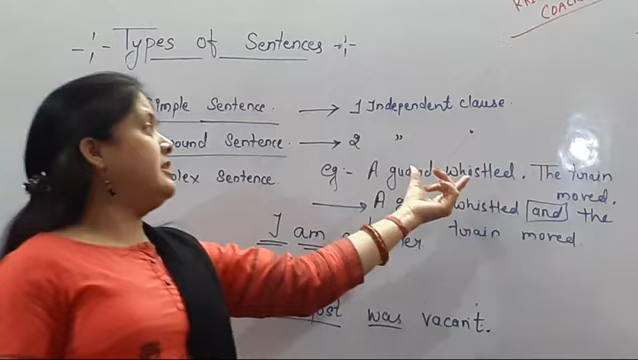 Types of Sentences
imple Sentence. → 1 Independent clause.
ound Sentence. → 2 " " .
lex Sentence. eg - A guard whistled. The train moved.
→ A whistled and the train moved.
I am a
ost was vacant.